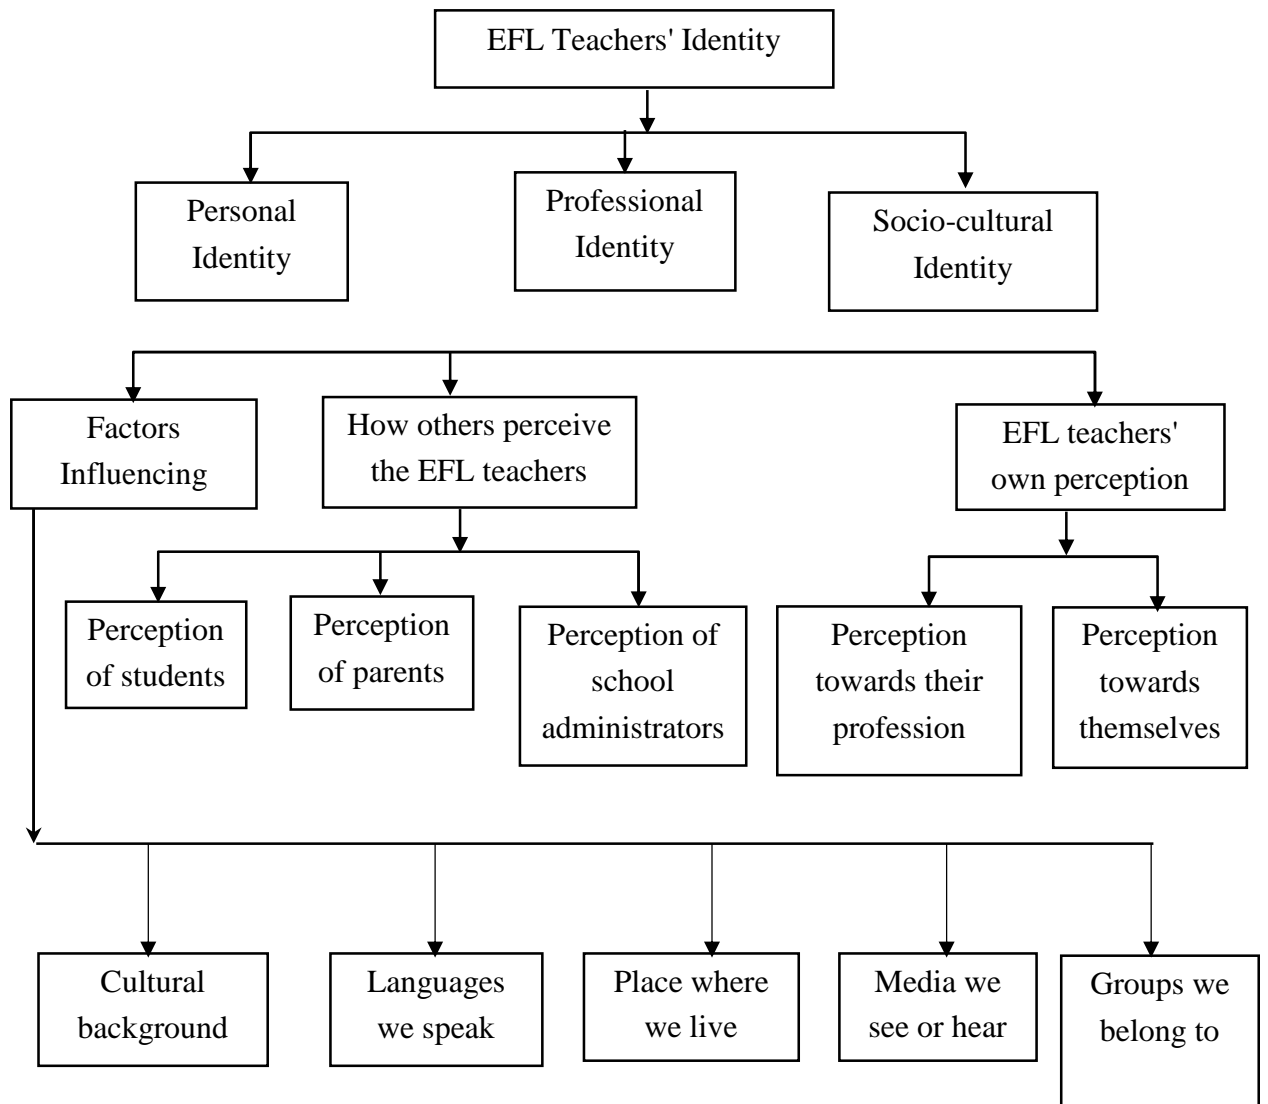 EFL Teachers' Identity
Personal
Identity
Professional
Identity
Socio-cultural
Identity
Factors
Influencing
How others perceive
the EFL teachers
EFL teachers'
own perception
Perception
of students
Perception
of parents
Perception of
school
administrators
Perception
towards their
profession
Perception
towards
themselves
Cultural
background
Languages
we speak
Place where
we live
Media we
see or hear
Groups we
belong to